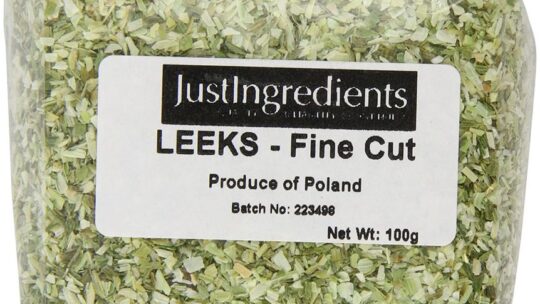 JustIngredients
LEEKS - Fine Cut
Produce of Poland
Batch No: 223498
Net Wt: 100g